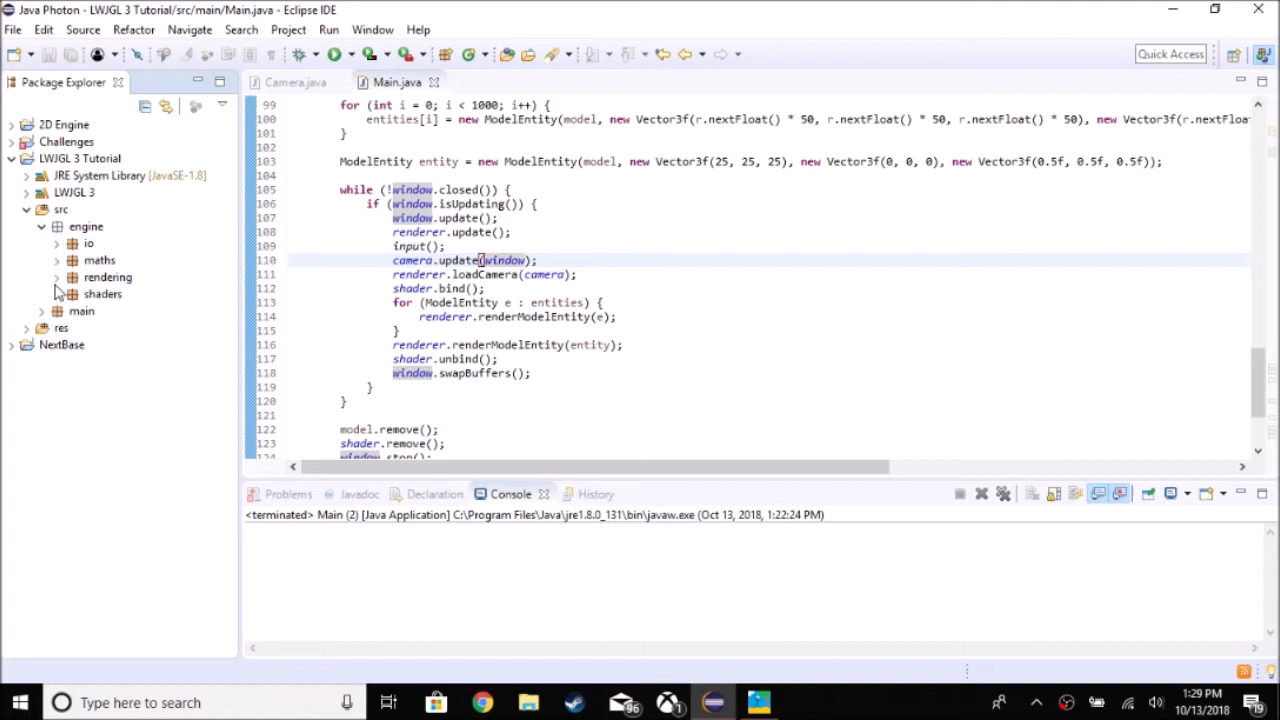 Java Photon - LWJGL 3 Tutorial/src/main/Main.java - Eclipse IDE
File Edit Source Refactor Navigate Search Project Run Window Help
Quick Access
Package Explorer
2D Engine
Challenges
LWJGL 3 Tutorial
JRE System Library [JavaSE-1.8]
LWJGL 3
src
engine
io
maths
rendering
shaders
main
res
NextBase
Camera.java Main.java
99 for (int i = 0; i < 1000; i++) {
100 entities[i] = new ModelEntity(model, new Vector3f(r.nextFloat() * 50, r.nextFloat() * 50, r.nextFloat() * 50), new Vector3f(r.nextFloat
101 }
102
103 ModelEntity entity = new ModelEntity(model, new Vector3f(25, 25, 25), new Vector3f(0, 0, 0), new Vector3f(0.5f, 0.5f, 0.5f));
104
105 while (!window.closed()) {
106 if (window.isUpdating()) {
107 window.update();
108 renderer.update();
109 input();
110 camera.update(window);
111 renderer.loadCamera(camera);
112 shader.bind();
113 for (ModelEntity e : entities) {
114 renderer.renderModelEntity(e);
115 }
116 renderer.renderModelEntity(entity);
117 shader.unbind();
118 window.swapBuffers();
119 }
120 }
121
122 model.remove();
123 shader.remove();
124 window.stop();
Problems Javadoc Declaration Console History
<terminated> Main (2) [Java Application] C:\Program Files\Java\jre1.8.0_131\bin\javaw.exe (Oct 13, 2018, 1:22:24 PM)
Type here to search
96
1
1:29 PM
10/13/2018
19